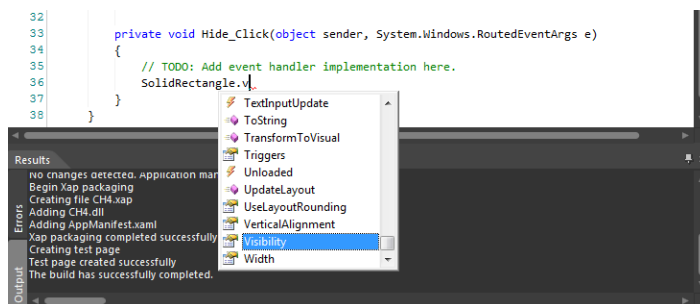 32
33 private void Hide_Click(object sender, System.Windows.RoutedEventArgs e)
34 {
35 // TODO: Add event handler implementation here.
36 SolidRectangle.v
37 }
38 }
TextInputUpdate
ToString
TransformToVisual
Triggers
Unloaded
UpdateLayout
UseLayoutRounding
VerticalAlignment
Visibility
Width
Results
No changes detected. Application man
Begin Xap packaging
Creating file CH4.xap
Adding CH4.dll
Adding AppManifest.xaml
Xap packaging completed successfully
Creating test page
Test page created successfully
The build has successfully completed.
Errors
Output